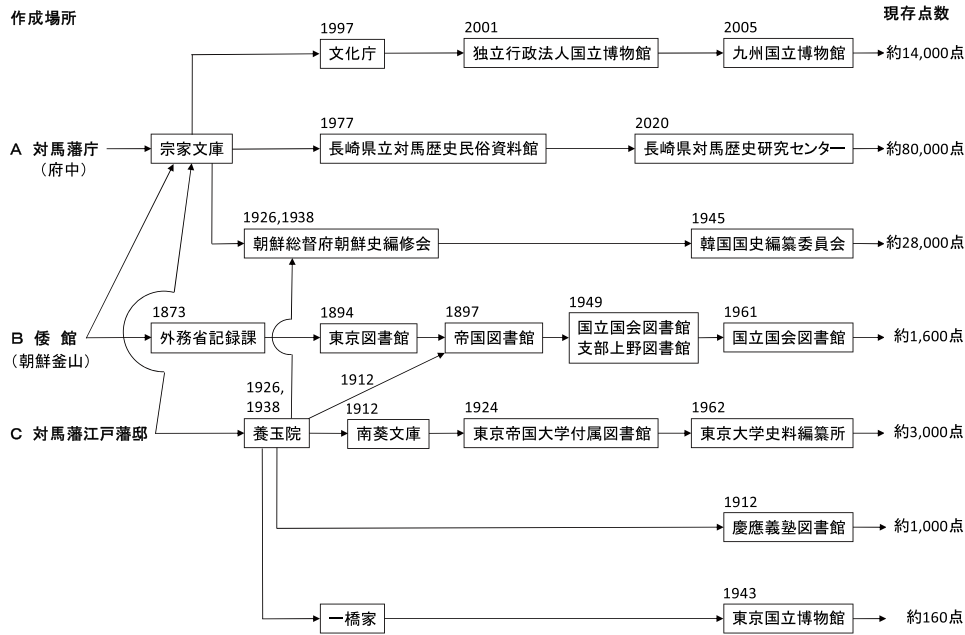 作成場所
現存点数
1997
文化庁
2001
独立行政法人国立博物館
2005
九州国立博物館
約14,000点
A 対馬藩庁
（府中）
宗家文庫
1977
長崎県立対馬歴史民俗資料館
2020
長崎県対馬歴史研究センター
約80,000点
1926,1938
朝鮮総督府朝鮮史編修会
1945
韓国国史編纂委員会
約28,000点
B 倭 館
（朝鮮釜山）
1873
外務省記録課
1894
東京図書館
1897
帝国図書館
1949
国立国会図書館
支部上野図書館
1961
国立国会図書館
約1,600点
1912
C 対馬藩江戸藩邸
1926,
1938
養玉院
1912
南葵文庫
1924
東京帝国大学付属図書館
1962
東京大学史料編纂所
約3,000点
1912
慶應義塾図書館
約1,000点
一橋家
1943
東京国立博物館
約160点